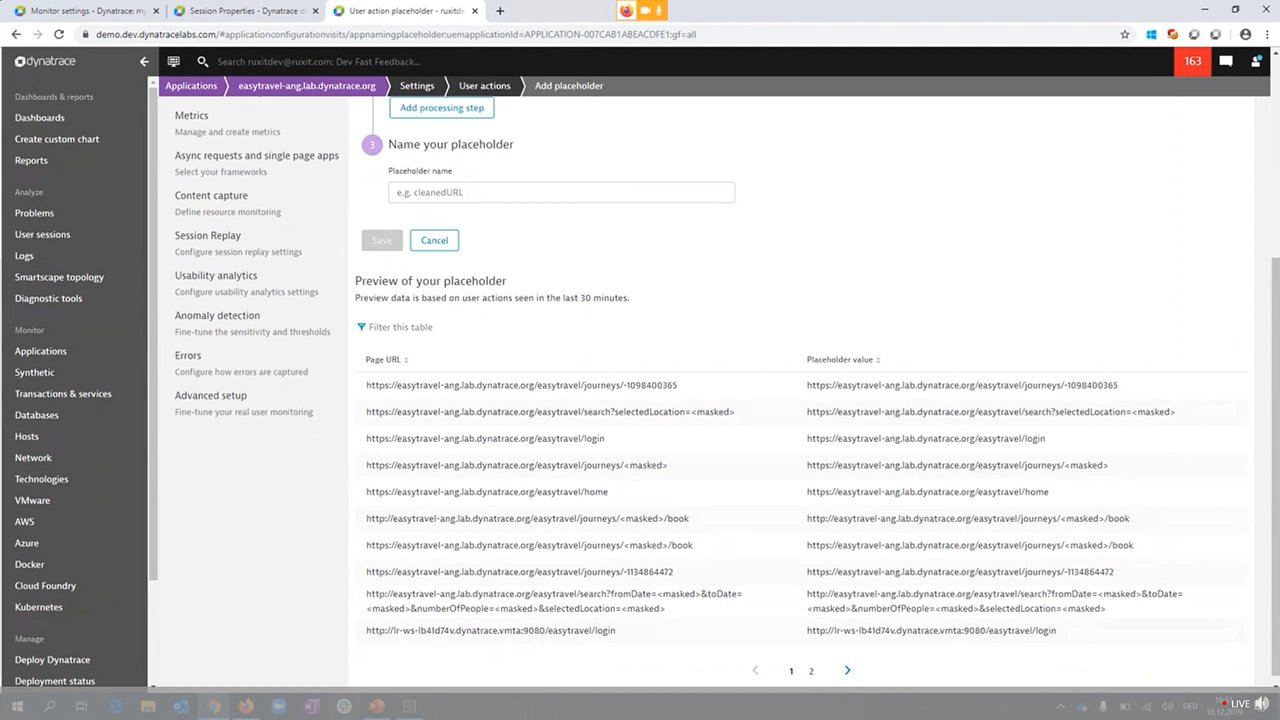 Monitor settings - Dynatrace: my
Session Properties - Dynatrace d
User action placeholder - ruxitde
demo.dev.dynatracelabs.com/#applicationconfigurationvisits/appnamingplaceholder;uemapplicationId=APPLICATION-007CAB1ABEACDFE1;gf=all
dynatrace
Search ruxitdev@ruxit.com: Dev Fast Feedback...
163
Applications
easytravel-ang.lab.dynatrace.org
Settings
User actions
Add placeholder
Dashboards & reports
Dashboards
Create custom chart
Reports
Analyze
Problems
User sessions
Logs
Smartscape topology
Diagnostic tools
Monitor
Applications
Synthetic
Transactions & services
Databases
Hosts
Network
Technologies
VMware
AWS
Azure
Docker
Cloud Foundry
Kubernetes
Manage
Deploy Dynatrace
Deployment status
Metrics
Manage and create metrics
Async requests and single page apps
Select your frameworks
Content capture
Define resource monitoring
Session Replay
Configure session replay settings
Usability analytics
Configure usability analytics settings
Anomaly detection
Fine-tune the sensitivity and thresholds
Errors
Configure how errors are captured
Advanced setup
Fine-tune your real user monitoring
Add processing step
3 Name your placeholder
Placeholder name
e.g. cleanedURL
Save
Cancel
Preview of your placeholder
Preview data is based on user actions seen in the last 30 minutes.
Filter this table
Page URL
Placeholder value
https://easytravel-ang.lab.dynatrace.org/easytravel/journeys/-1098400365
https://easytravel-ang.lab.dynatrace.org/easytravel/journeys/-1098400365
https://easytravel-ang.lab.dynatrace.org/easytravel/search?selectedLocation=<masked>
https://easytravel-ang.lab.dynatrace.org/easytravel/search?selectedLocation=<masked>
https://easytravel-ang.lab.dynatrace.org/easytravel/login
https://easytravel-ang.lab.dynatrace.org/easytravel/login
https://easytravel-ang.lab.dynatrace.org/easytravel/journeys/<masked>
https://easytravel-ang.lab.dynatrace.org/easytravel/journeys/<masked>
https://easytravel-ang.lab.dynatrace.org/easytravel/home
https://easytravel-ang.lab.dynatrace.org/easytravel/home
http://easytravel-ang.lab.dynatrace.org/easytravel/journeys/<masked>/book
http://easytravel-ang.lab.dynatrace.org/easytravel/journeys/<masked>/book
https://easytravel-ang.lab.dynatrace.org/easytravel/journeys/<masked>/book
https://easytravel-ang.lab.dynatrace.org/easytravel/journeys/<masked>/book
https://easytravel-ang.lab.dynatrace.org/easytravel/journeys/-1134864472
https://easytravel-ang.lab.dynatrace.org/easytravel/journeys/-1134864472
http://easytravel-ang.lab.dynatrace.org/easytravel/search?fromDate=<masked>&toDate=
<masked>&numberOfPeople=<masked>&selectedLocation=<masked>
http://easytravel-ang.lab.dynatrace.org/easytravel/search?fromDate=<masked>&toDate=
<masked>&numberOfPeople=<masked>&selectedLocation=<masked>
http://lr-ws-lb41d74v.dynatrace.vmta:9080/easytravel/login
http://lr-ws-lb41d74v.dynatrace.vmta:9080/easytravel/login
1 2
DEU
LIVE
10.12.2019